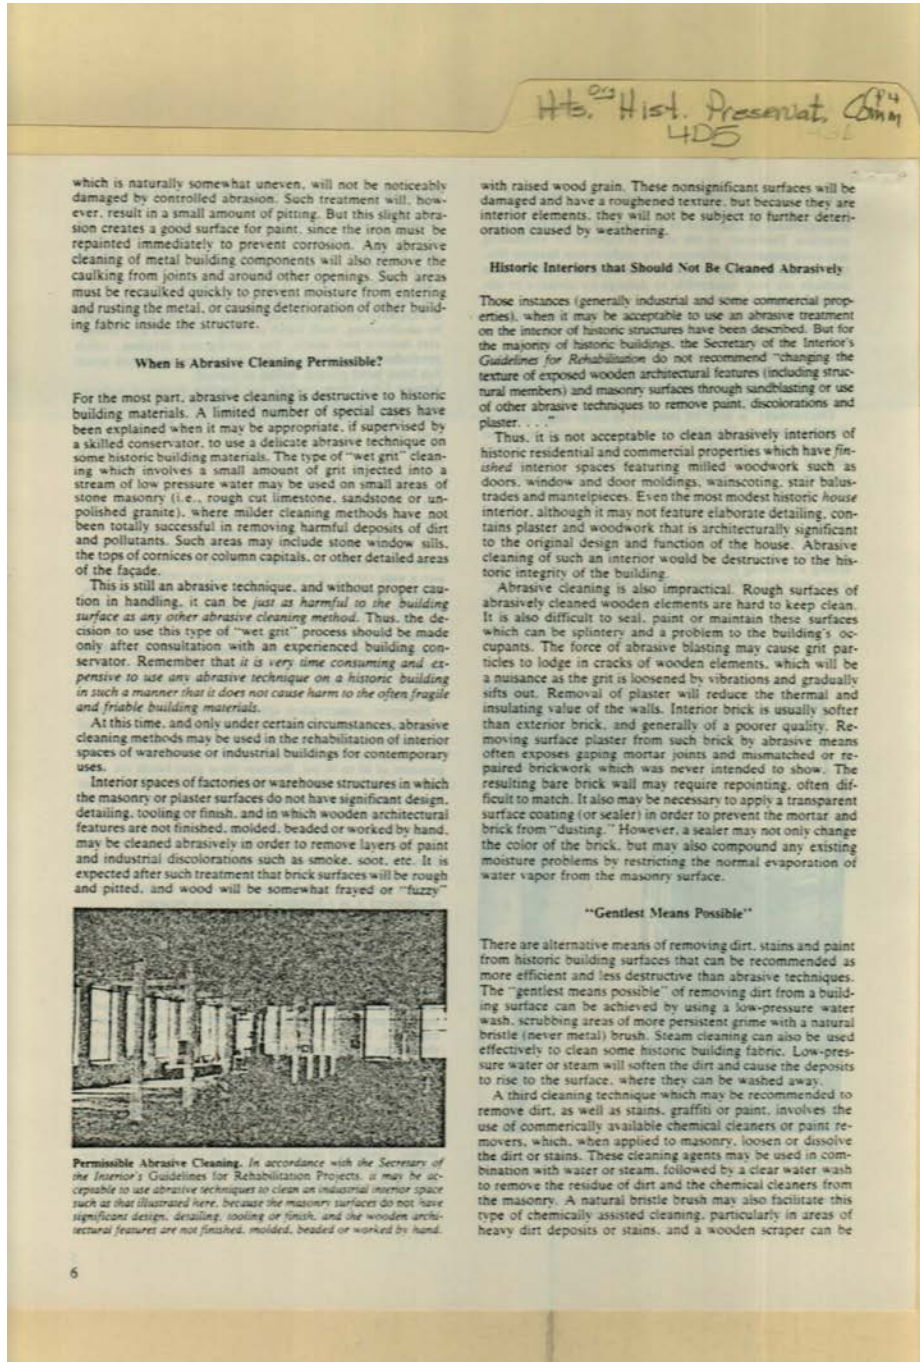 Hts. Org Hist. Preservat. Comm
4D5
which is naturally somewhat uneven, will not be noticeably
damaged by controlled abrasion. Such treatment will, how-
ever, result in a small amount of pitting. But this slight abra-
sion creates a good surface for paint, since the iron must be
repainted immediately to prevent corrosion. Any abrasive
cleaning of metal building components will also remove the
caulking from joints and around other openings. Such areas
must be recaulked quickly to prevent moisture from entering
and rusting the metal, or causing deterioration of other build-
ing fabric inside the structure.
When is Abrasive Cleaning Permissible?
For the most part, abrasive cleaning is destructive to historic
building materials. A limited number of special cases have
been explained when it may be appropriate, if supervised by
a skilled conservator, to use a delicate abrasive technique on
some historic building materials. The type of "wet grit" clean-
ing which involves a small amount of grit injected into a
stream of low pressure water may be used on small areas of
stone masonry (i.e., rough cut limestone, sandstone or un-
polished granite), where milder cleaning methods have not
been totally successful in removing harmful deposits of dirt
and pollutants. Such areas may include stone window sills,
the tops of cornices or column capitals, or other detailed areas
of the façade.
This is still an abrasive technique, and without proper cau-
tion in handling, it can be just as harmful to the building
surface as any other abrasive cleaning method. Thus, the de-
cision to use this type of "wet grit" process should be made
only after consultation with an experienced building con-
servator. Remember that it is very time consuming and ex-
pensive to use any abrasive technique on a historic building
in such a manner that it does not cause harm to the often fragile
and friable building materials.
At this time, and only under certain circumstances, abrasive
cleaning methods may be used in the rehabilitation of interior
spaces of warehouse or industrial buildings for contemporary
uses.
Interior spaces of factories or warehouse structures in which
the masonry or plaster surfaces do not have significant design,
detailing, tooling or finish, and in which wooden architectural
features are not finished, molded, beaded or worked by hand,
may be cleaned abrasively in order to remove layers of paint
and industrial discolorations such as smoke, soot, etc. It is
expected after such treatment that brick surfaces will be rough
and pitted, and wood will be somewhat frayed or "fuzzy"
Permissible Abrasive Cleaning. In accordance with the Secretary of
the Interior's Guidelines for Rehabilitation Projects, it may be ac-
ceptable to use abrasive techniques to clean an industrial interior space
such as that illustrated here, because the masonry surfaces do not have
significant design, detailing, tooling or finish, and the wooden archi-
tectural features are not finished, molded, beaded or worked by hand.
6
with raised wood grain. These nonsignificant surfaces will be
damaged and have a roughened texture, but because they are
interior elements, they will not be subject to further deteri-
oration caused by weathering.
Historic Interiors that Should Not Be Cleaned Abrasively
Those instances (generally industrial and some commercial prop-
erties), when it may be acceptable to use an abrasive treatment
on the interior of historic structures have been described. But for
the majority of historic buildings, the Secretary of the Interior's
Guidelines for Rehabilitation do not recommend "changing the
texture of exposed wooden architectural features (including struc-
tural members) and masonry surfaces through sandblasting or use
of other abrasive techniques to remove paint, discolorations and
plaster. . . ."
Thus, it is not acceptable to clean abrasively interiors of
historic residential and commercial properties which have fin-
ished interior spaces featuring milled woodwork such as
doors, window and door moldings, wainscoting, stair balus-
trades and mantelpieces. Even the most modest historic house
interior, although it may not feature elaborate detailing, con-
tains plaster and woodwork that is architecturally significant
to the original design and function of the house. Abrasive
cleaning of such an interior would be destructive to the his-
toric integrity of the building.
Abrasive cleaning is also impractical. Rough surfaces of
abrasively cleaned wooden elements are hard to keep clean.
It is also difficult to seal, paint or maintain these surfaces
which can be splintery and a problem to the building's oc-
cupants. The force of abrasive blasting may cause grit par-
ticles to lodge in cracks of wooden elements, which will be
a nuisance as the grit is loosened by vibrations and gradually
sifts out. Removal of plaster will reduce the thermal and
insulating value of the walls. Interior brick is usually softer
than exterior brick, and generally of a poorer quality. Re-
moving surface plaster from such brick by abrasive means
often exposes gaping mortar joints and mismatched or re-
paired brickwork which was never intended to show. The
resulting bare brick wall may require repointing, often dif-
ficult to match. It also may be necessary to apply a transparent
surface coating (or sealer) in order to prevent the mortar and
brick from "dusting." However, a sealer may not only change
the color of the brick, but may also compound any existing
moisture problems by restricting the normal evaporation of
water vapor from the masonry surface.
"Gentlest Means Possible"
There are alternative means of removing dirt, stains and paint
from historic building surfaces that can be recommended as
more efficient and less destructive than abrasive techniques.
The "gentlest means possible" of removing dirt from a build-
ing surface can be achieved by using a low-pressure water
wash, scrubbing areas of more persistent grime with a natural
bristle (never metal) brush. Steam cleaning can also be used
effectively to clean some historic building fabric. Low-pres-
sure water or steam will soften the dirt and cause the deposits
to rise to the surface, where they can be washed away.
A third cleaning technique which may be recommended to
remove dirt, as well as stains, graffiti or paint, involves the
use of commerically available chemical cleaners or paint re-
movers, which, when applied to masonry, loosen or dissolve
the dirt or stains. These cleaning agents may be used in com-
bination with water or steam, followed by a clear water wash
to remove the residue of dirt and the chemical cleaners from
the masonry. A natural bristle brush may also facilitate this
type of chemically assisted cleaning, particularly in areas of
heavy dirt deposits or stains, and a wooden scraper can be